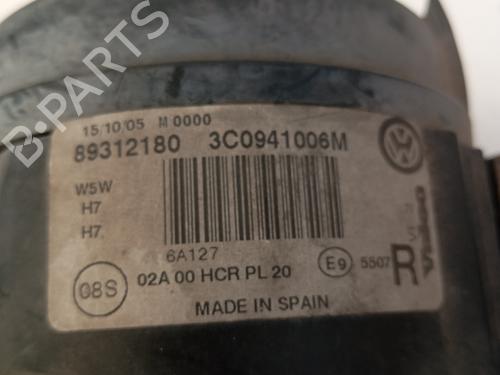 15/10/05 M 0000
89312180 3C0941006M
W5W
H7
H7
6A127
08S 02A 00 HCR PL 20 E9 5507 R
Valeo
MADE IN SPAIN
B-PARTS